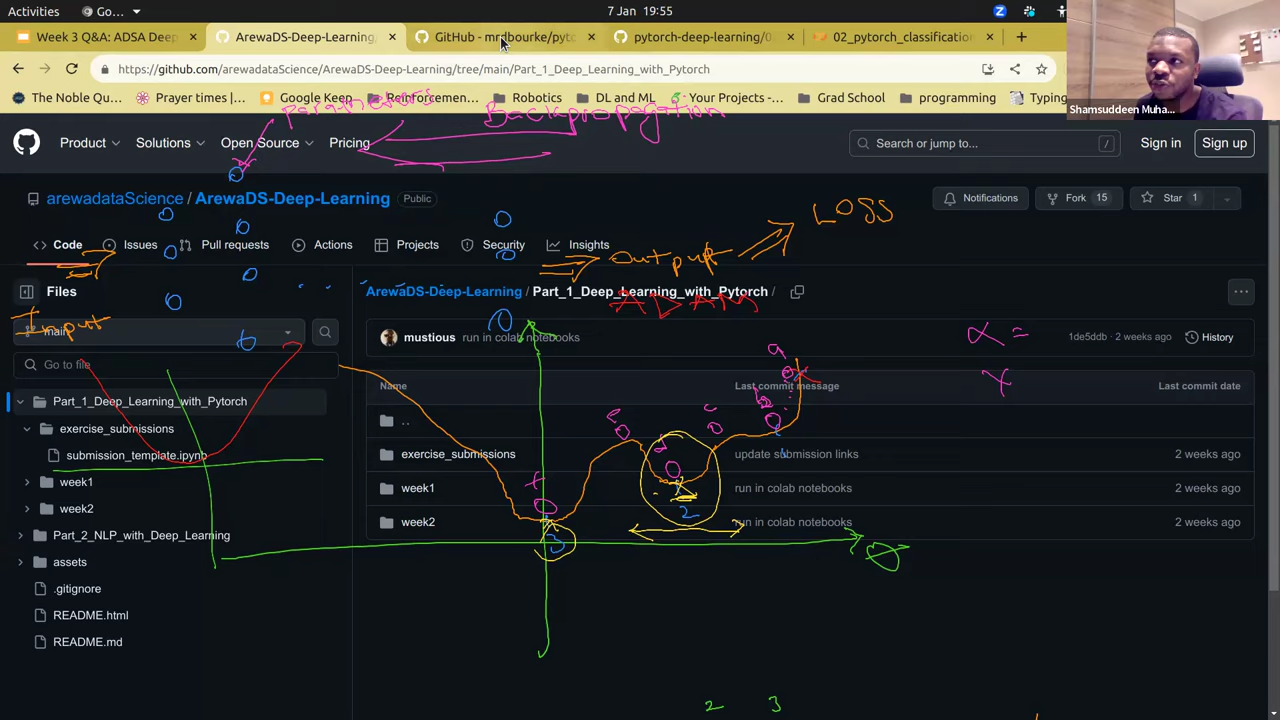 Activities
Go...
7 Jan 19:55
Week 3 Q&A: ADSA Deep
ArewaDS-Deep-Learning
GitHub - mrdbourke/pyto
pytorch-deep-learning/0
02_pytorch_classification
https://github.com/arewadataScience/ArewaDS-Deep-Learning/tree/main/Part_1_Deep_Learning_with_Pytorch
The Noble Qu...
Prayer times |...
Google Keep
Reinforcemen...
Robotics
DL and ML
Your Projects -...
Grad School
programming
Typing
Shamsuddeen Muha...
Parameters
Backpropagation
Product
Solutions
Open Source
Pricing
Search or jump to...
/
Sign in
Sign up
arewadataScience / ArewaDS-Deep-Learning
Public
Notifications
Fork 15
Star 1
LOSS
Code
Issues
Pull requests
Actions
Projects
Security
Insights
Output
Files
ArewaDS-Deep-Learning / Part_1_Deep_Learning_with_Pytorch /
ADAM
Input
main
mustious run in colab notebooks
1de5ddb · 2 weeks ago
History
α =
Go to file
Name
Last commit message
Last commit date
Part_1_Deep_Learning_with_Pytorch
..
exercise_submissions
exercise_submissions
update submission links
2 weeks ago
submission_template.ipynb
week1
week1
run in colab notebooks
2 weeks ago
week2
week2
run in colab notebooks
2 weeks ago
a
b
c
d
e
2
3
Part_2_NLP_with_Deep_Learning
assets
.gitignore
README.html
README.md
2 3